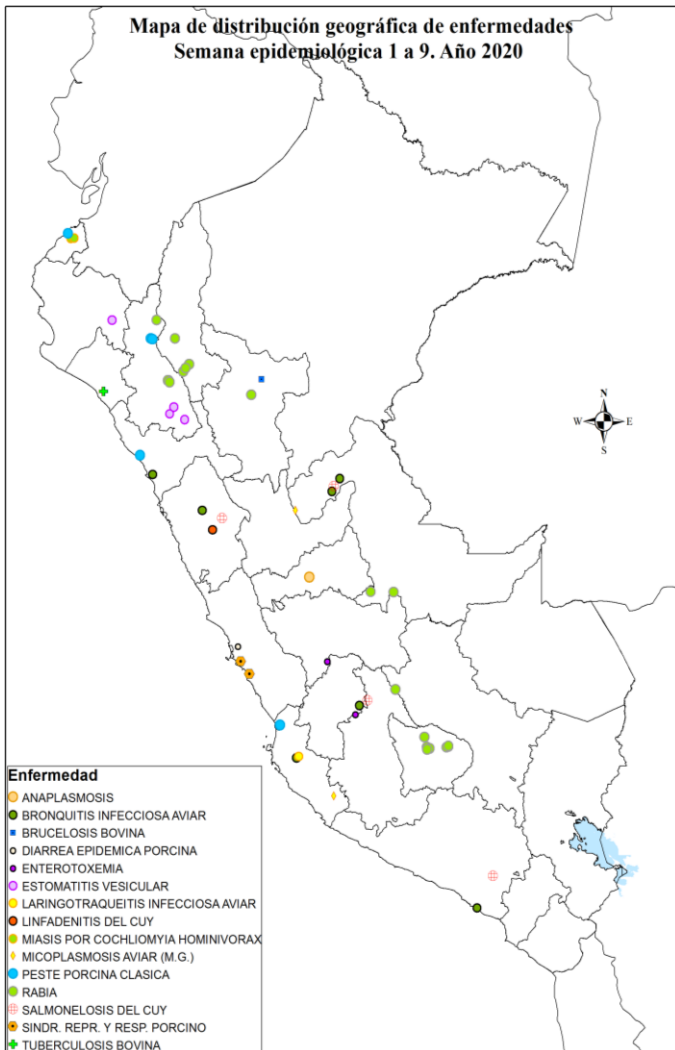 Mapa de distribución geográfica de enfermedades
Semana epidemiológica 1 a 9. Año 2020
N
W E
S
Enfermedad
ANAPLASMOSIS
BRONQUITIS INFECCIOSA AVIAR
BRUCELOSIS BOVINA
DIARREA EPIDEMICA PORCINA
ENTEROTOXEMIA
ESTOMATITIS VESICULAR
LARINGOTRAQUEITIS INFECCIOSA AVIAR
LINFADENITIS DEL CUY
MIASIS POR COCHLIOMYIA HOMINIVORAX
MICOPLASMOSIS AVIAR (M.G.)
PESTE PORCINA CLASICA
RABIA
SALMONELOSIS DEL CUY
SINDR. REPR. Y RESP. PORCINO
TUBERCULOSIS BOVINA